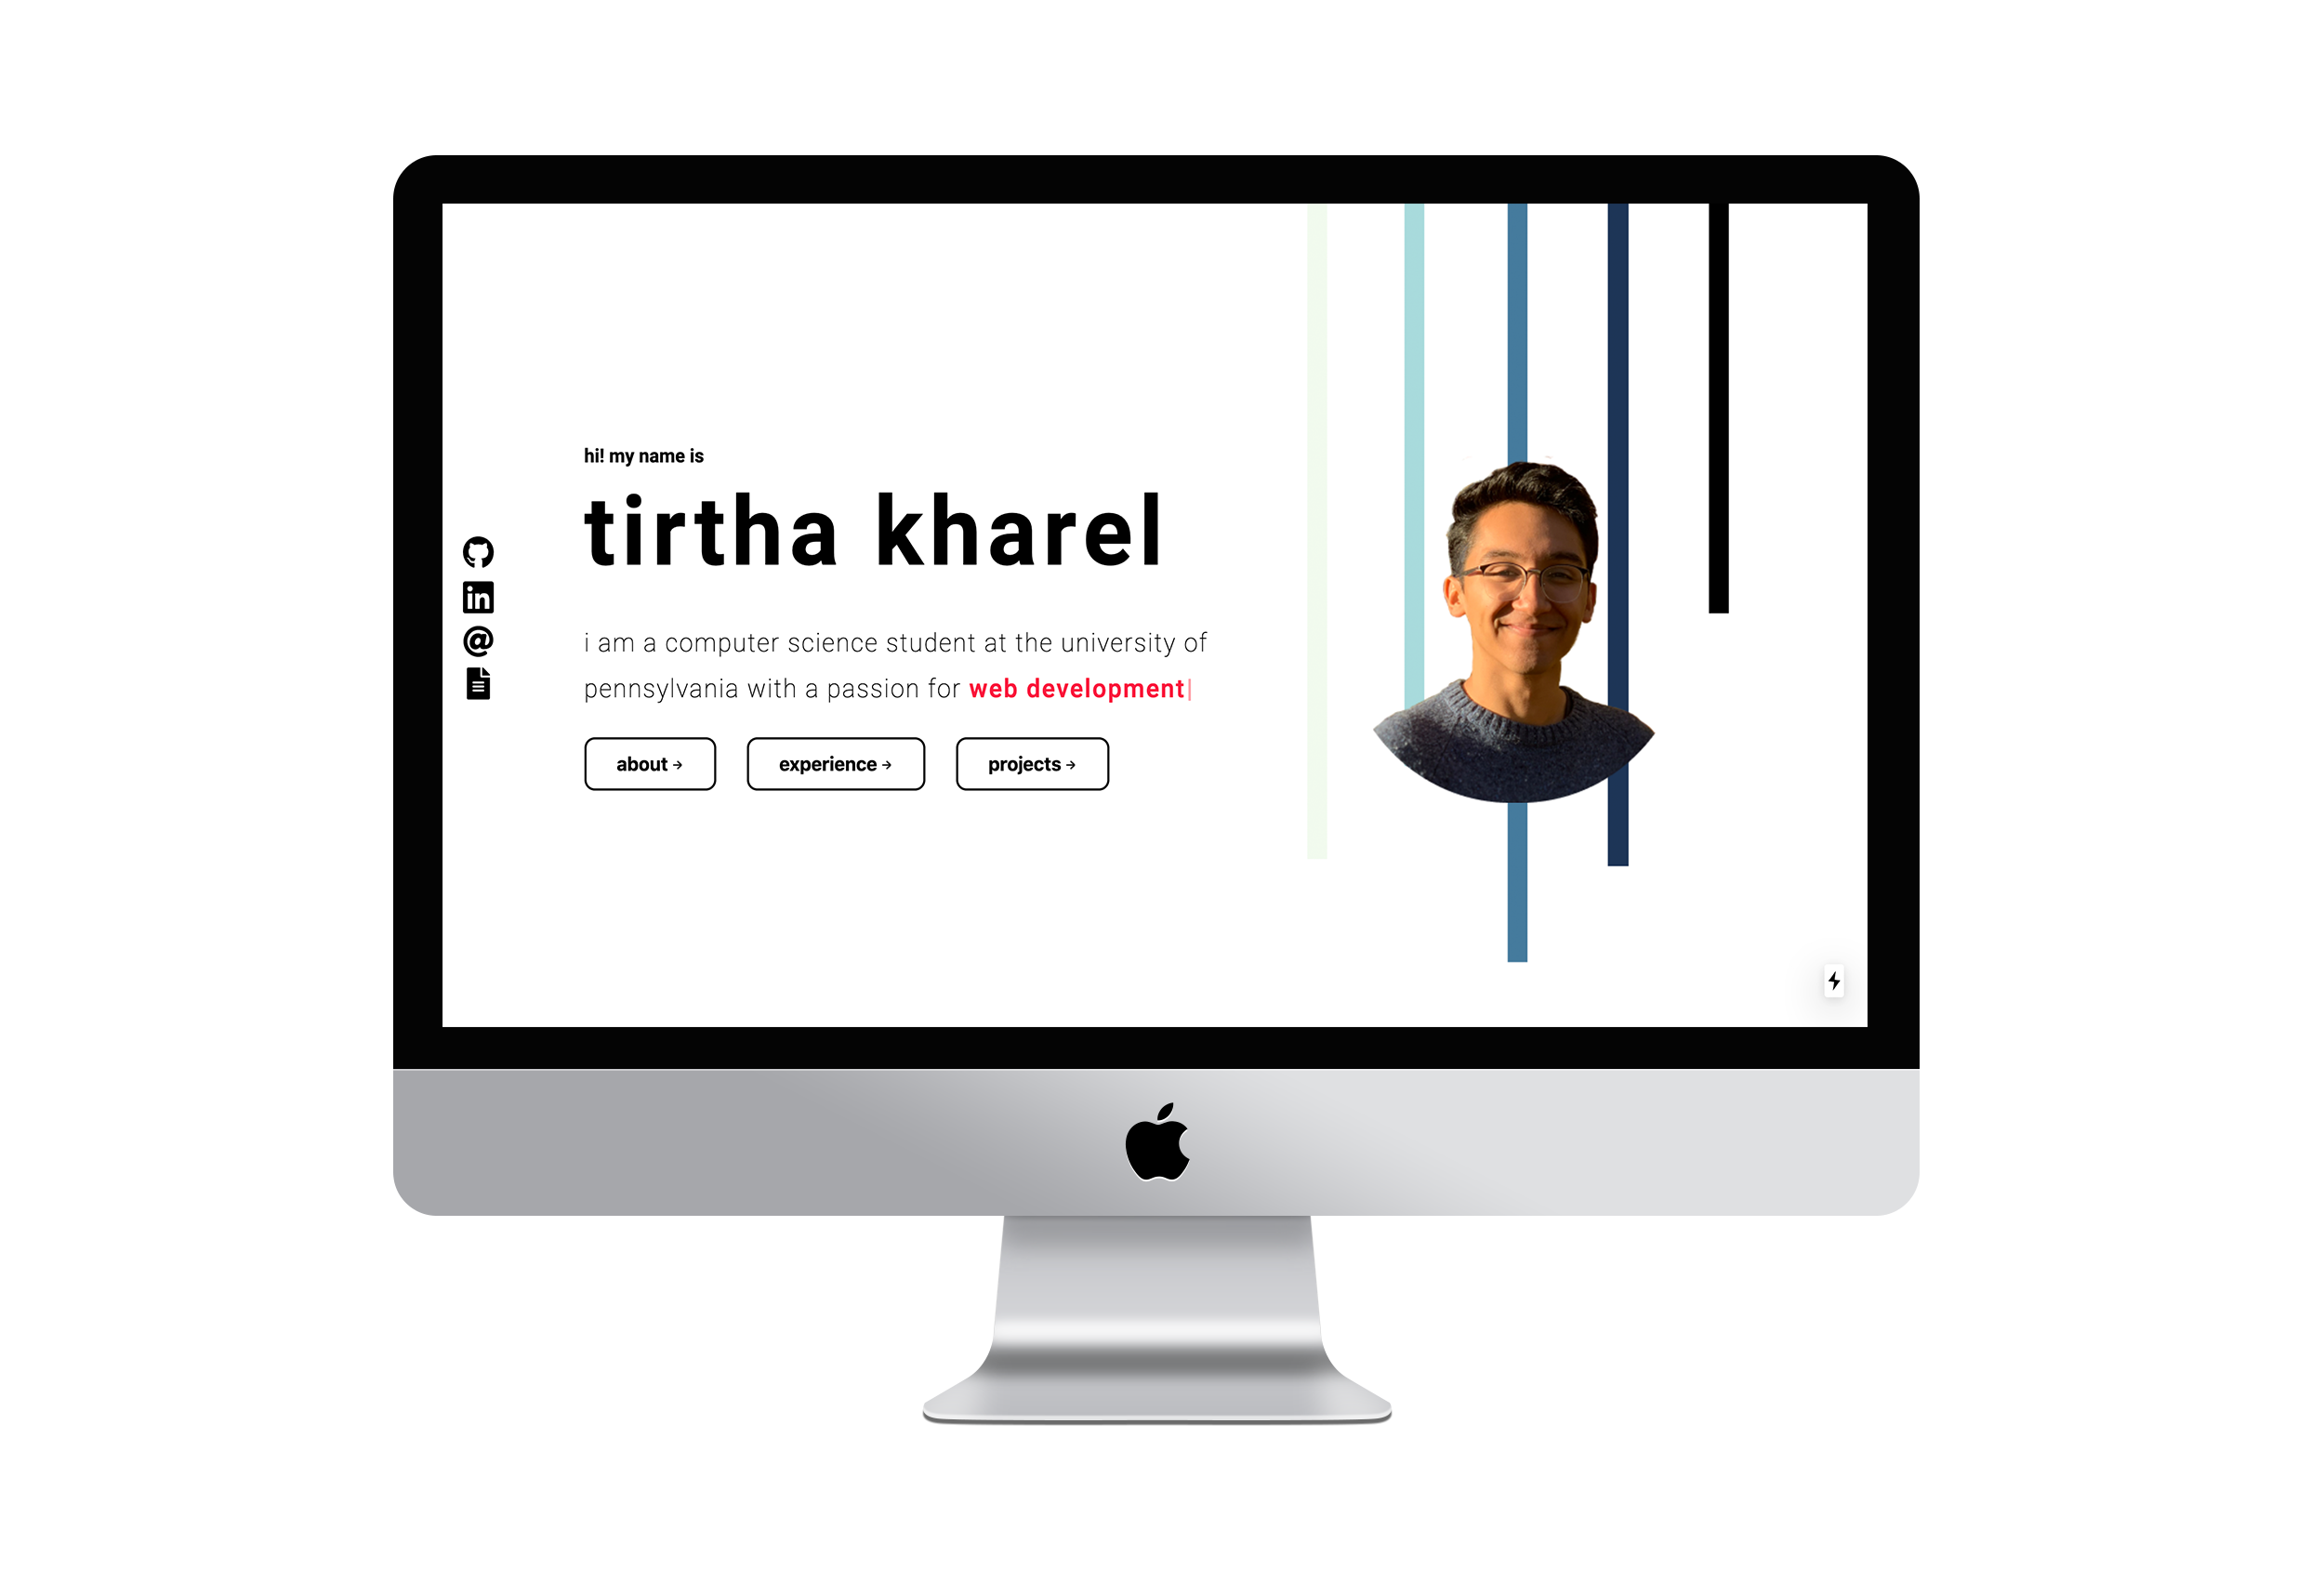 hi! my name is
tirtha kharel
i am a computer science student at the university of
pennsylvania with a passion for web development|
about →
experience →
projects →
in
@